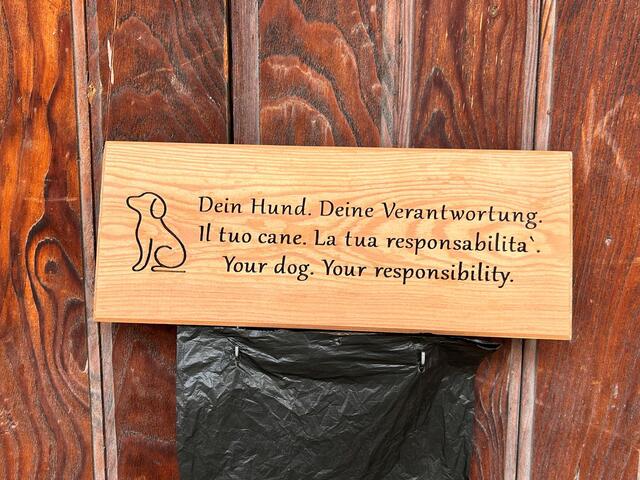 Dein Hund. Deine Verantwortung.
Il tuo cane. La tua responsabilita`.
Your dog. Your responsibility.